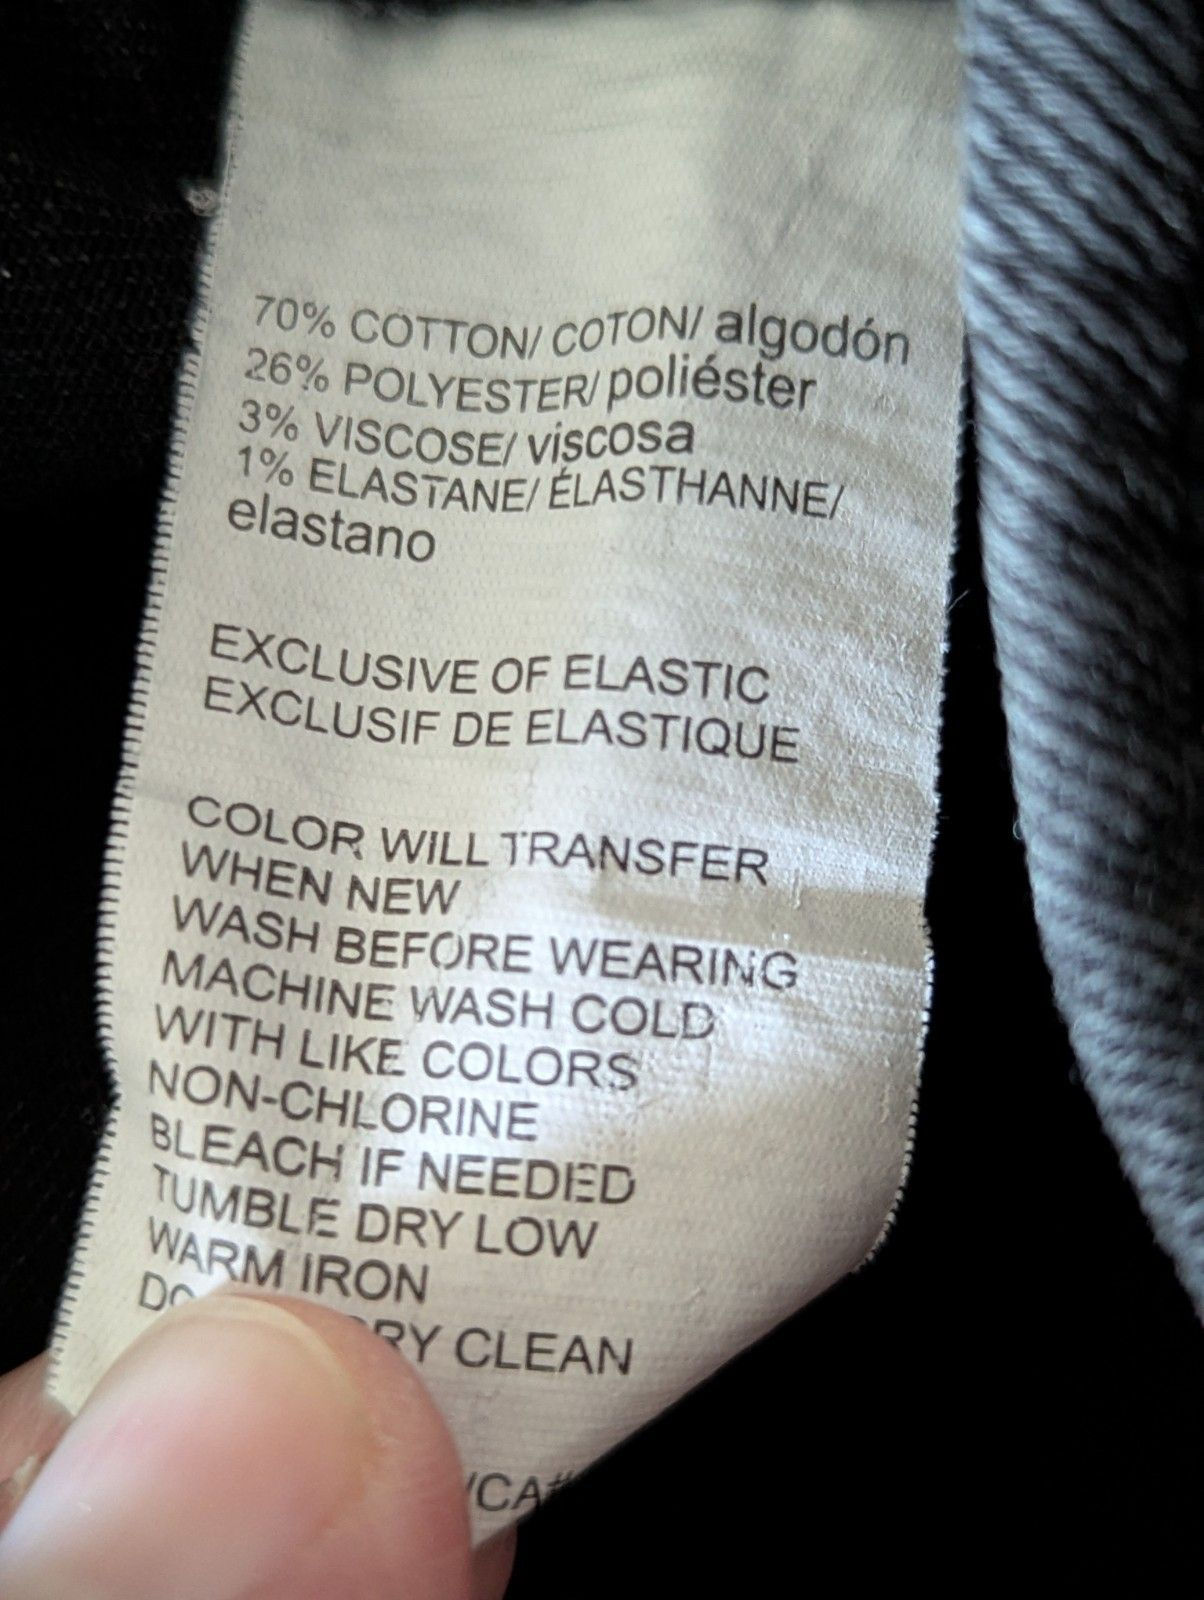 70% COTTON/ COTON/ algodón
26% POLYESTER/ poliéster
3% VISCOSE/ viscosa
1% ELASTANE/ ÉLASTHANNE/
elastano
EXCLUSIVE OF ELASTIC
EXCLUSIF DE ELASTIQUE
COLOR WILL TRANSFER
WHEN NEW
WASH BEFORE WEARING
MACHINE WASH COLD
WITH LIKE COLORS
NON-CHLORINE
BLEACH IF NEEDED
TUMBLE DRY LOW
WARM IRON
CLEAN